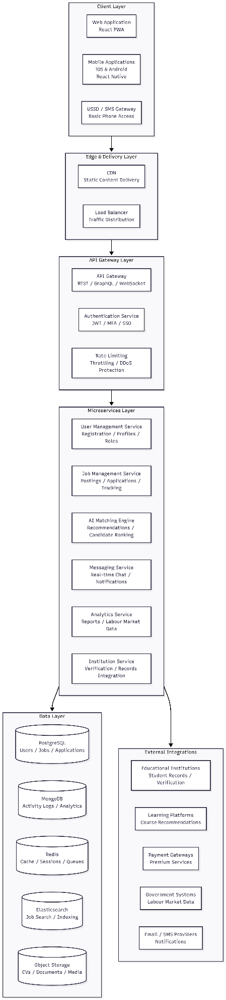 Client Layer
Web Application
React PWA
Mobile Applications
iOS & Android
React Native
USSD / SMS Gateway
Basic Phone Access
Edge & Delivery Layer
CDN
Static Content Delivery
Load Balancer
Traffic Distribution
API Gateway Layer
API Gateway
REST / GraphQL / WebSocket
Authentication Service
JWT / MFA / SSO
Rate Limiting
Throttling / DDoS
Protection
Microservices Layer
User Management Service
Registration / Profiles /
Roles
Job Management Service
Postings / Applications /
Tracking
AI Matching Engine
Recommendations /
Candidate Ranking
Messaging Service
Real-time Chat /
Notifications
Analytics Service
Reports / Labour Market
Data
Institution Service
Verification / Records
Integration
Data Layer
PostgreSQL
Users / Jobs / Applications
MongoDB
Activity Logs / Analytics
Redis
Cache / Sessions / Queues
Elasticsearch
Job Search / Indexing
Object Storage
CVs / Documents / Media
External Integrations
Educational Institutions
Student Records /
Verification
Learning Platforms
Course Recommendations
Payment Gateways
Premium Services
Government Systems
Labour Market Data
Email / SMS Providers
Notifications